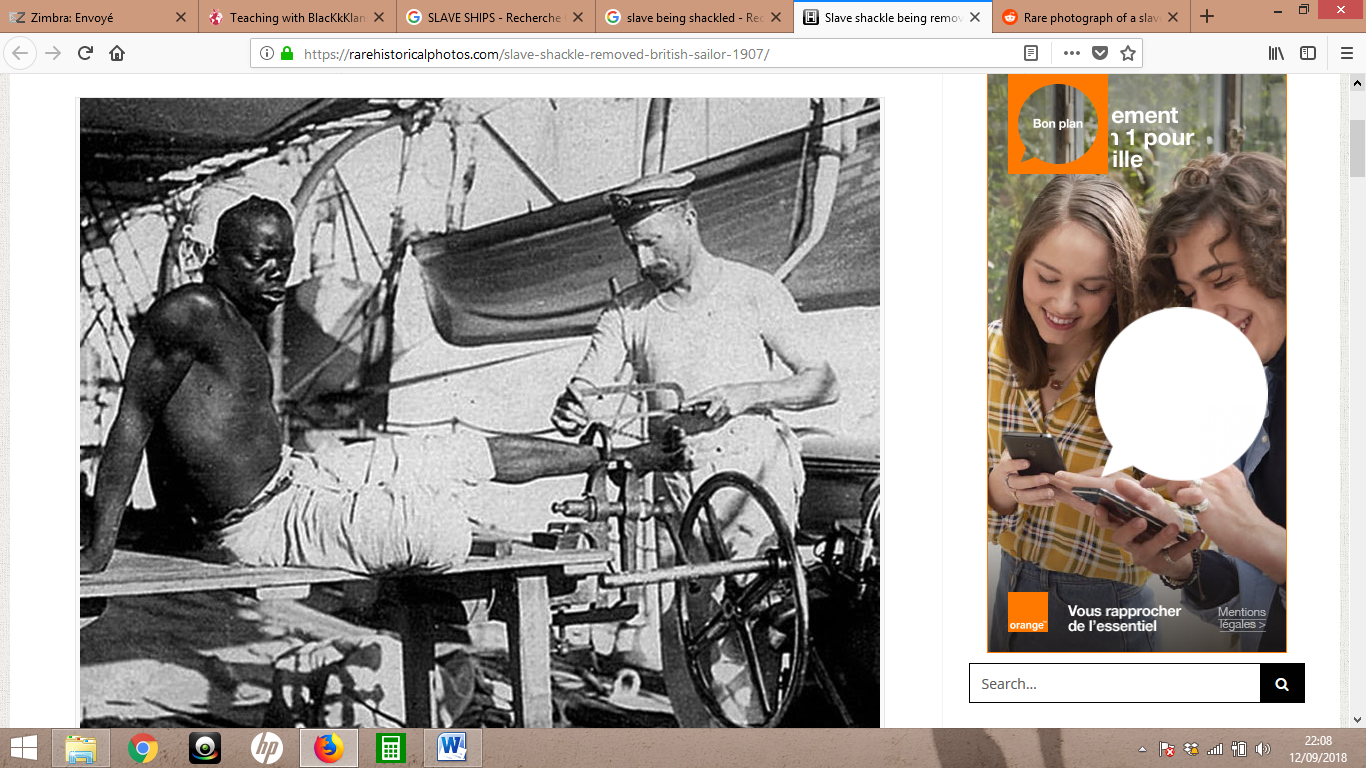 Zimbra: Envoyé
Teaching with BlacKkKlan
SLAVE SHIPS - Recherche
slave being shackled - Rec
Slave shackle being remov
Rare photograph of a slav
https://rarehistoricalphotos.com/slave-shackle-removed-british-sailor-1907/
Bon plan
ement
n 1 pour
ille
orange
Vous rapprocher
de l'essentiel
Mentions
légales >
Search...
hp
22:08
12/09/2018